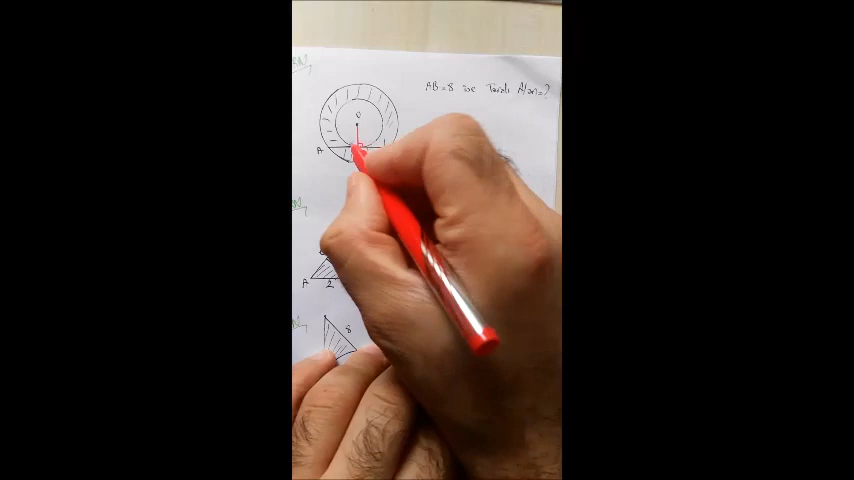 AB = 8 ise Taralı Alan = ?
O
A
A
2
8